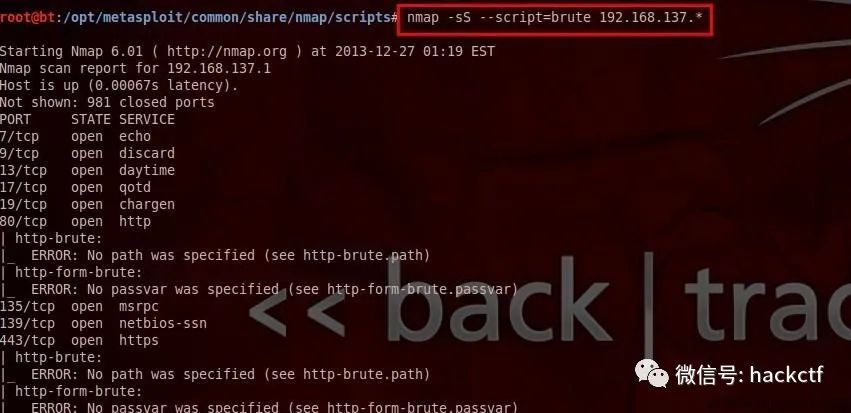 root@bt:/opt/metasploit/common/share/nmap/scripts# nmap -sS --script=brute 192.168.137.*
Starting Nmap 6.01 ( http://nmap.org ) at 2013-12-27 01:19 EST
Nmap scan report for 192.168.137.1
Host is up (0.00067s latency).
Not shown: 981 closed ports
PORT     STATE SERVICE
7/tcp    open  echo
9/tcp    open  discard
13/tcp   open  daytime
17/tcp   open  qotd
19/tcp   open  chargen
80/tcp   open  http
| http-brute:
|_  ERROR: No path was specified (see http-brute.path)
| http-form-brute:
|_  ERROR: No passvar was specified (see http-form-brute.passvar)
135/tcp  open  msrpc
139/tcp  open  netbios-ssn
443/tcp  open  https
| http-brute:
|_  ERROR: No path was specified (see http-brute.path)
| http-form-brute:
|_  ERROR: No passvar was specified (see http-form-brute.passvar)
<< back | trac
微信号: hackctf